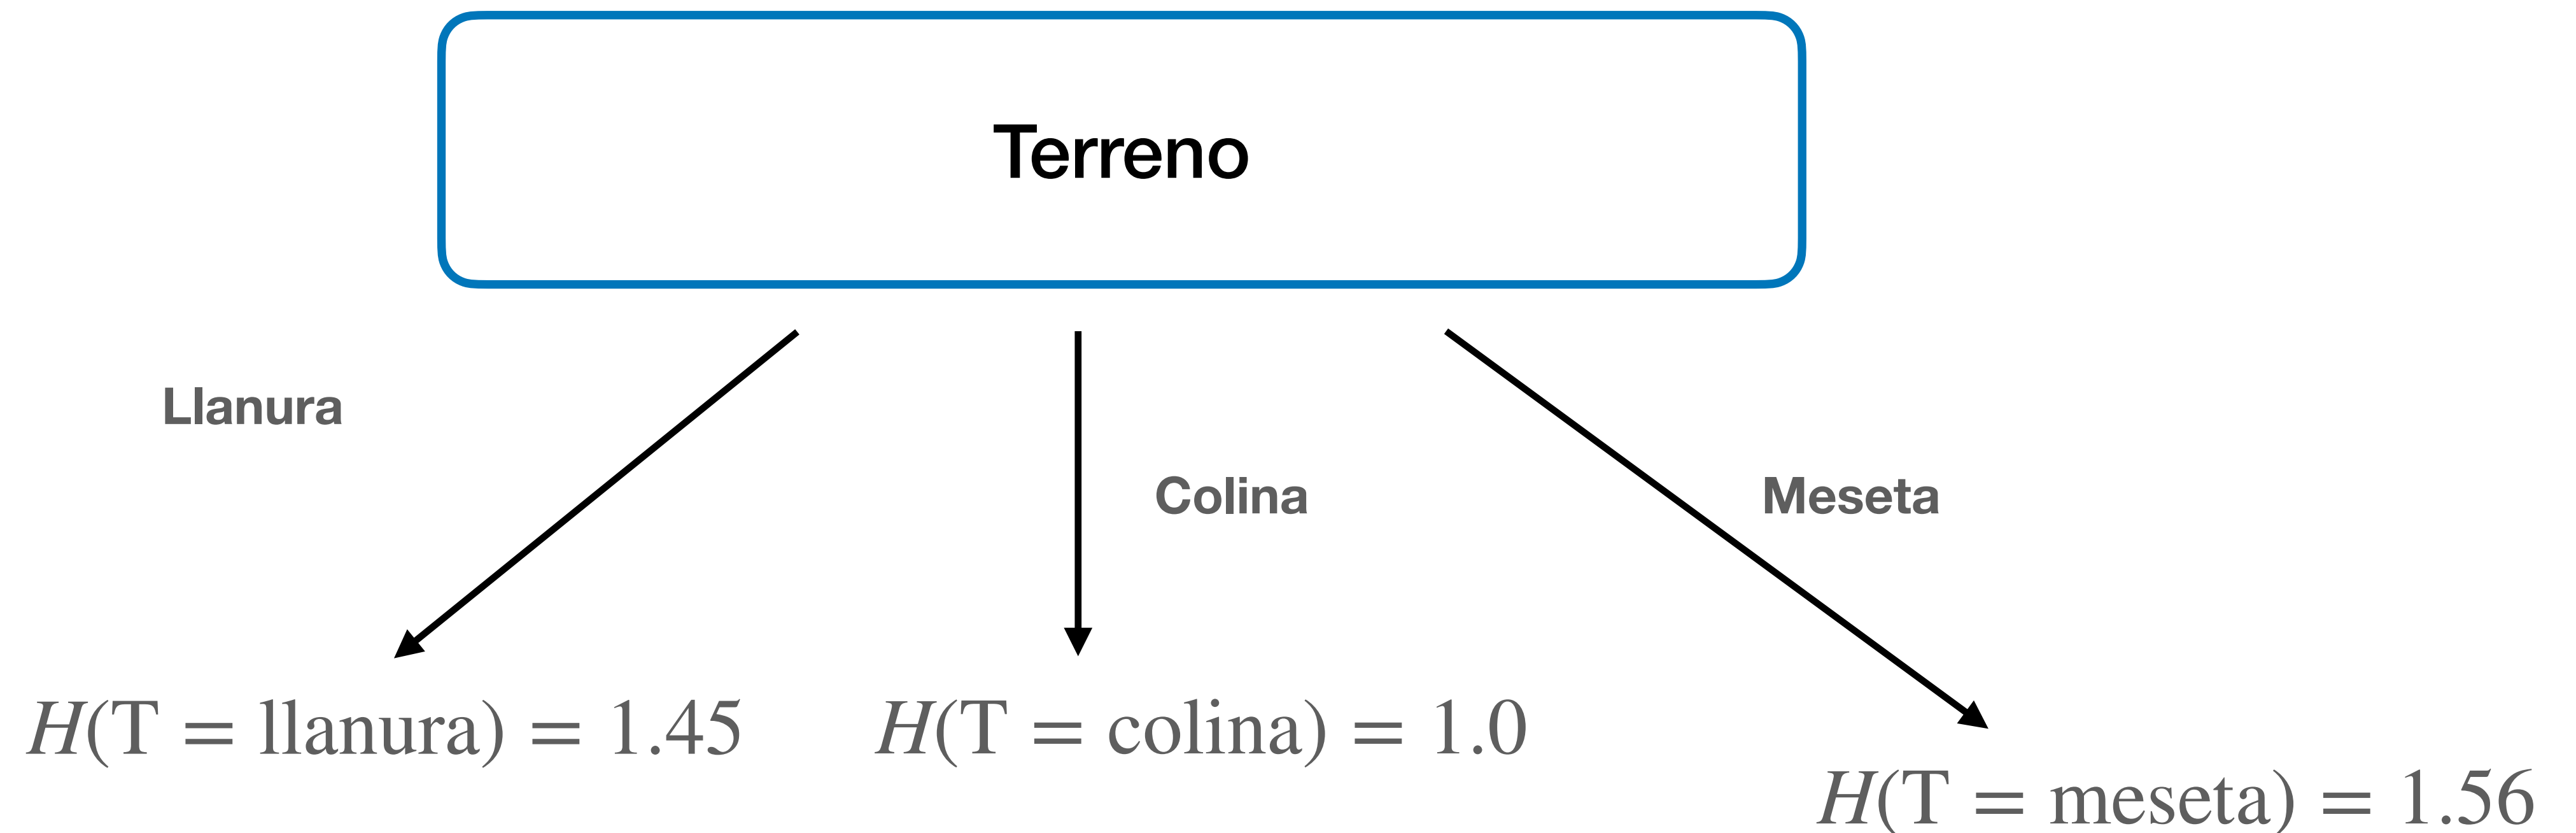 Terreno
Llanura
Colina
Meseta
H(T = llanura) = 1.45
H(T = colina) = 1.0
H(T = meseta) = 1.56